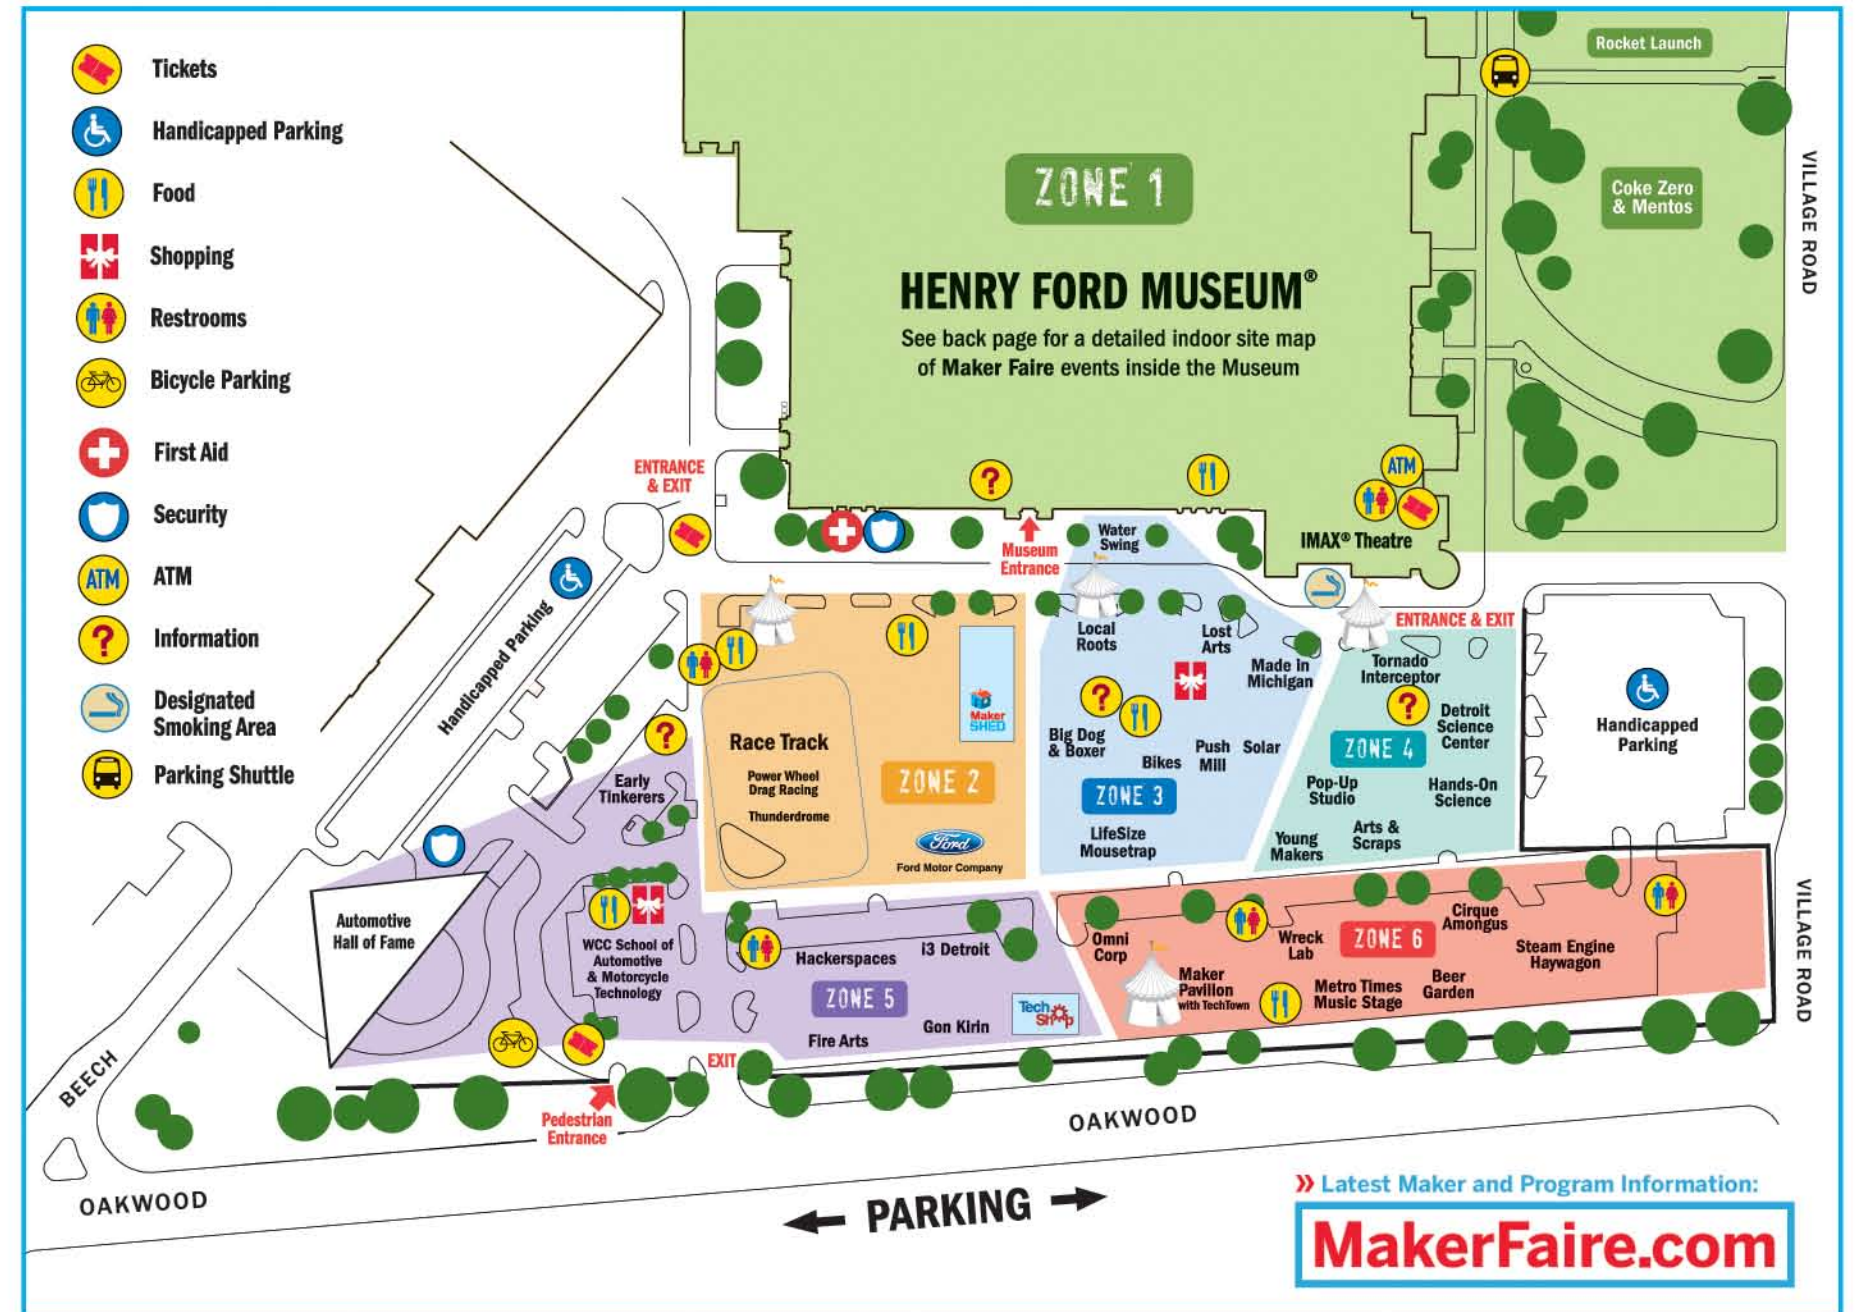 Tickets
Handicapped Parking
Food
Shopping
Restrooms
Bicycle Parking
First Aid
Security
ATM
ATM
Information
Designated
Smoking Area
Parking Shuttle
Rocket Launch
Coke Zero
& Mentos
VILLAGE ROAD
ZONE 1
HENRY FORD MUSEUM®
See back page for a detailed indoor site map
of Maker Faire events inside the Museum
ENTRANCE
& EXIT
?
ATM
Museum
Entrance
Water
Swing
IMAX® Theatre
ENTRANCE & EXIT
Handicapped Parking
Handicapped
Parking
Race Track
Power Wheel
Drag Racing
Thunderdrome
Maker
SHED
ZONE 2
Ford
Ford Motor Company
Local
Roots
Lost
Arts
Made in
Michigan
?
Big Dog
& Boxer
Bikes
Push
Mill
Solar
ZONE 3
LifeSize
Mousetrap
Tornado
Interceptor
?
Detroit
Science
Center
ZONE 4
Pop-Up
Studio
Hands-On
Science
Young
Makers
Arts &
Scraps
?
Early
Tinkerers
Automotive
Hall of Fame
WCC School of
Automotive
& Motorcycle
Technology
Hackerspaces
i3 Detroit
ZONE 5
Gon Kirin
Tech
Shop
Fire Arts
Omni
Corp
Wreck
Lab
ZONE 6
Cirque
Amongus
Steam Engine
Haywagon
Maker
Pavilion
with TechTown
Metro Times
Music Stage
Beer
Garden
VILLAGE ROAD
EXIT
Pedestrian
Entrance
BEECH
OAKWOOD
OAKWOOD
PARKING
» Latest Maker and Program Information:
MakerFaire.com